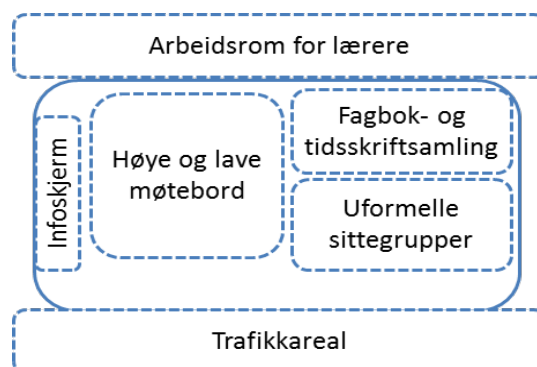 Arbeidsrom for lærere
Infoskjerm
Høye og lave
møtebord
Fagbok- og
tidsskriftsamling
Uformelle
sittegrupper
Trafikkareal